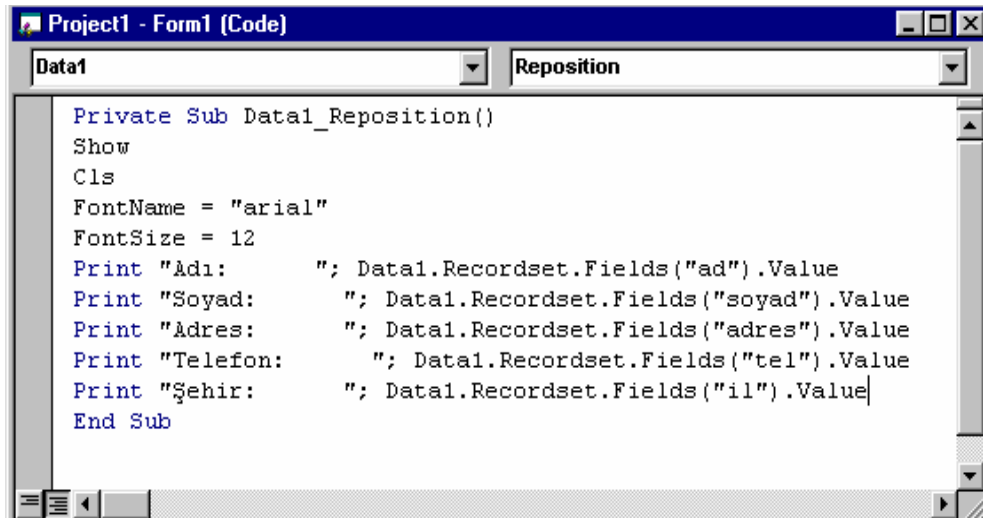 Project1 - Form1 (Code)
Data1 Reposition
Private Sub Data1_Reposition()
Show
Cls
FontName = "arial"
FontSize = 12
Print "Adı:      "; Data1.Recordset.Fields("ad").Value
Print "Soyad:      "; Data1.Recordset.Fields("soyad").Value
Print "Adres:      "; Data1.Recordset.Fields("adres").Value
Print "Telefon:      "; Data1.Recordset.Fields("tel").Value
Print "Şehir:      "; Data1.Recordset.Fields("il").Value
End Sub